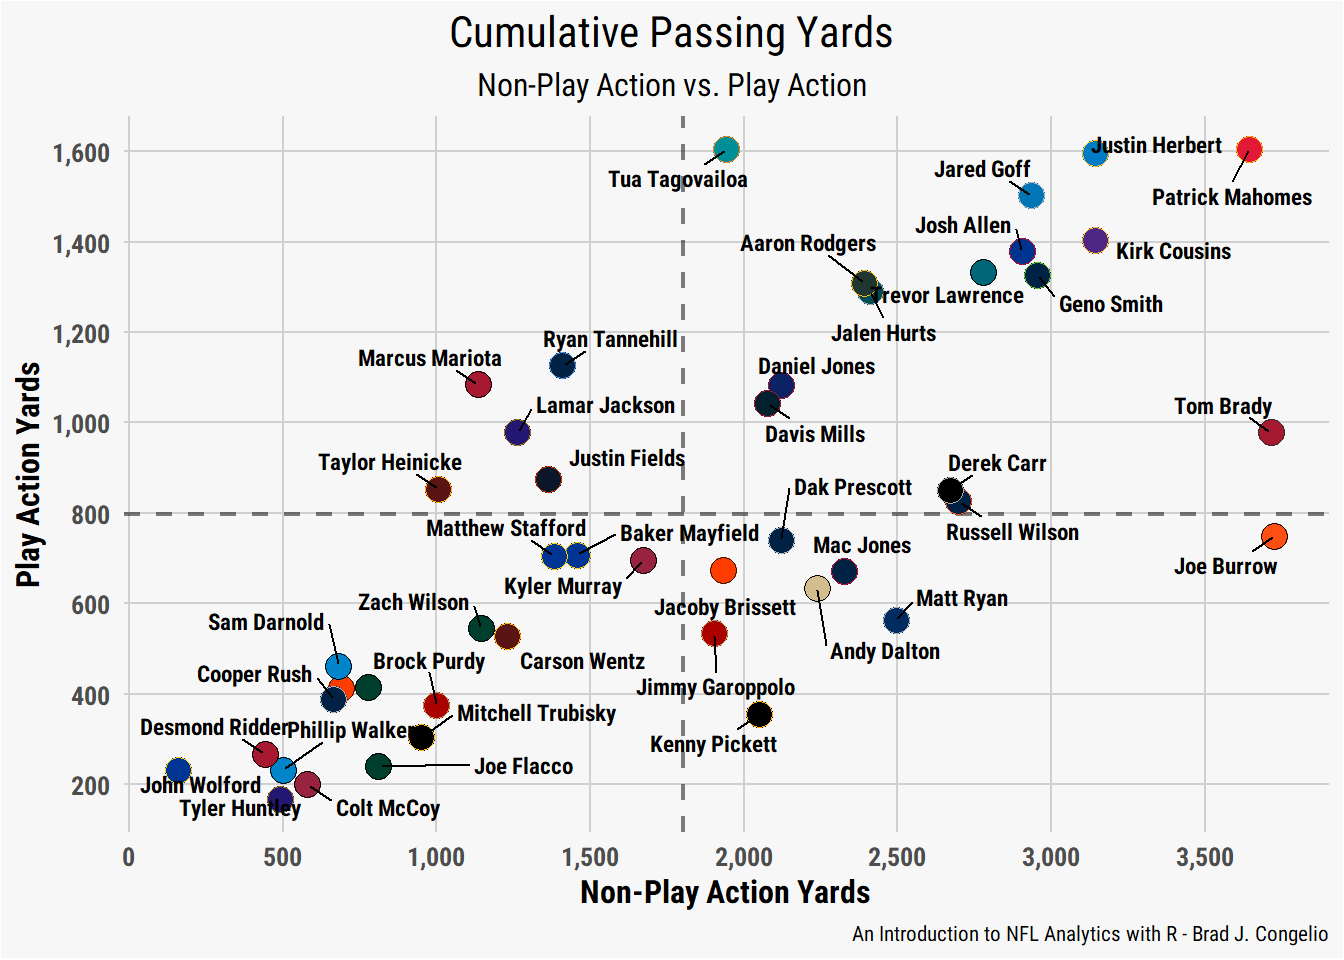 Cumulative Passing Yards
Non-Play Action vs. Play Action
Play Action Yards
1,600
1,400
1,200
1,000
800
600
400
200
Justin Herbert
Tua Tagovailoa
Jared Goff
Patrick Mahomes
Josh Allen
Aaron Rodgers
Kirk Cousins
Trevor Lawrence
Geno Smith
Jalen Hurts
Ryan Tannehill
Marcus Mariota
Daniel Jones
Lamar Jackson
Tom Brady
Davis Mills
Justin Fields
Taylor Heinicke
Derek Carr
Dak Prescott
Matthew Stafford
Baker Mayfield
Russell Wilson
Mac Jones
Joe Burrow
Kyler Murray
Matt Ryan
Zach Wilson
Jacoby Brissett
Sam Darnold
Andy Dalton
Brock Purdy
Carson Wentz
Cooper Rush
Jimmy Garoppolo
Mitchell Trubisky
Desmond Ridder
Phillip Walker
Kenny Pickett
Joe Flacco
John Wolford
Tyler Huntley
Colt McCoy
0
500
1,000
1,500
2,000
2,500
3,000
3,500
Non-Play Action Yards
An Introduction to NFL Analytics with R - Brad J. Congelio